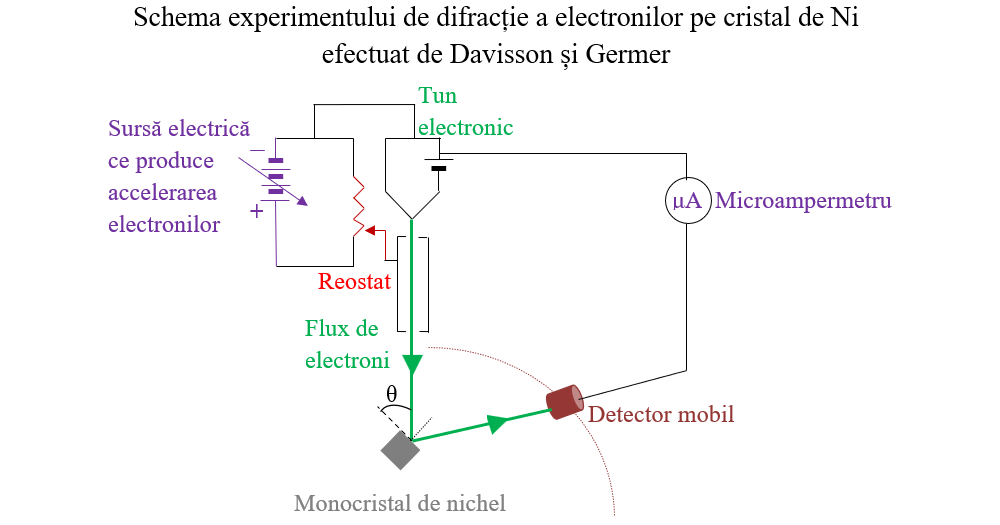 Schema experimentului de difracție a electronilor pe cristal de Ni
efectuat de Davisson și Germer
Tun
electronic
Sursă electrică
ce produce
accelerarea
electronilor
−
+
μA
Microampermetru
Reostat
Flux de
electroni
θ
Detector mobil
Monocristal de nichel